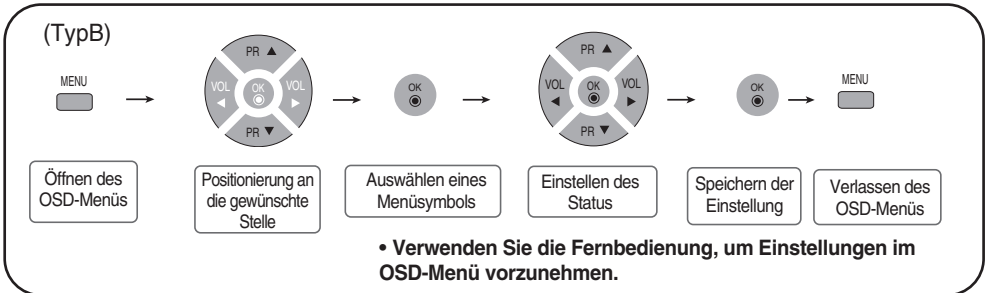 (TypB)
MENU
PR ▲
VOL ◄
OK
VOL ►
PR ▼
OK
PR ▲
VOL ◄
OK
VOL ►
PR ▼
OK
MENU
Öffnen des
OSD-Menüs
Positionierung an
die gewünschte
Stelle
Auswählen eines
Menüsymbols
Einstellen des
Status
Speichern der
Einstellung
Verlassen des
OSD-Menüs
• Verwenden Sie die Fernbedienung, um Einstellungen im
OSD-Menü vorzunehmen.